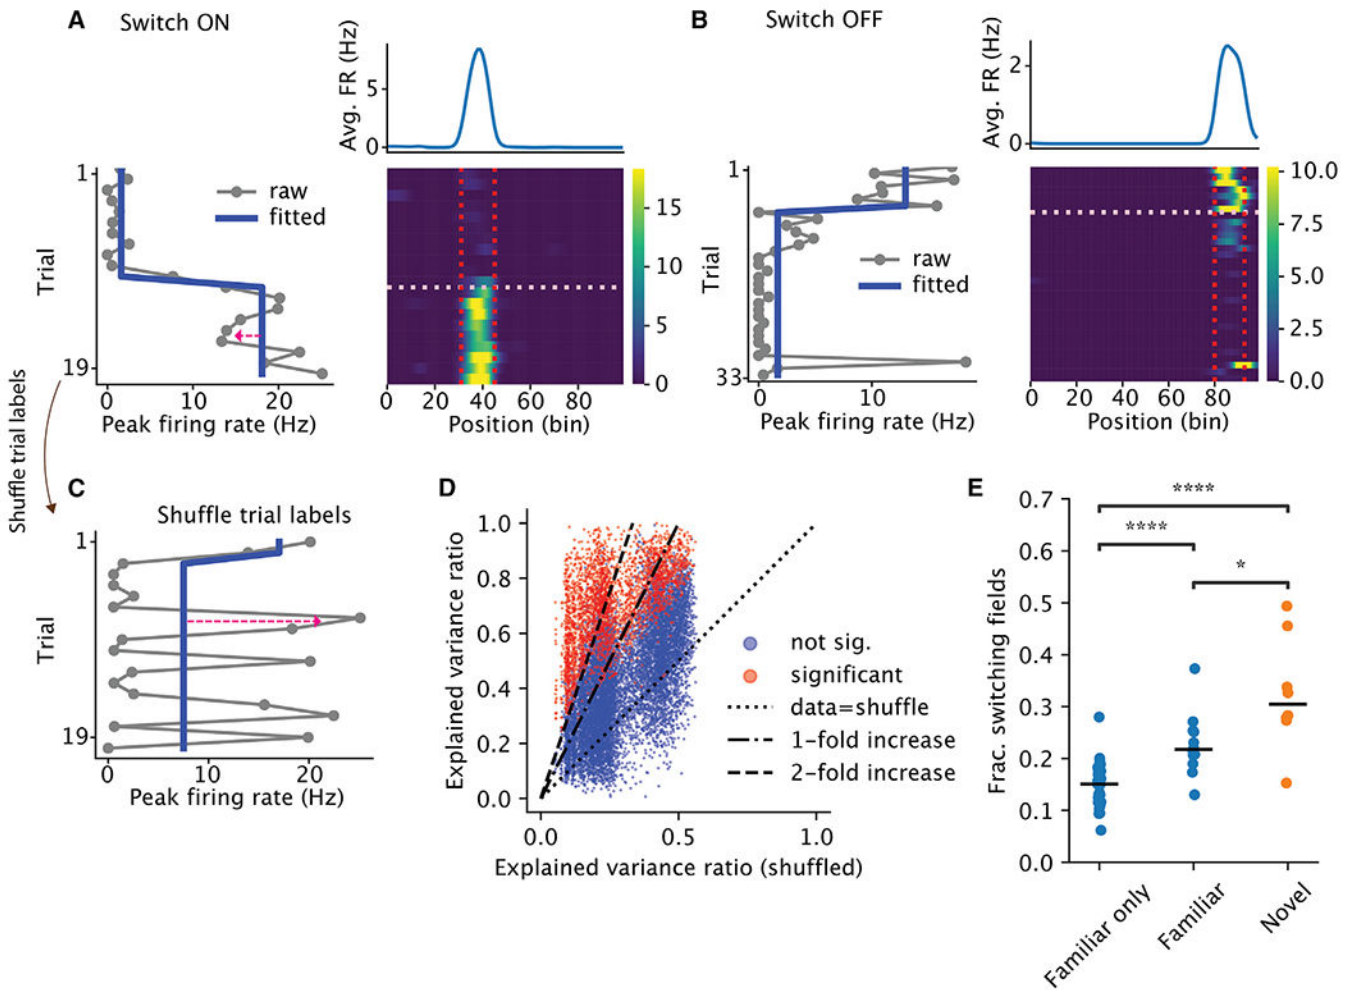 A
Switch ON
Avg. FR (Hz)
5
0
1
19
Trial
raw
fitted
0
10
20
Peak firing rate (Hz)
15
10
5
0
0
20
40
60
80
Position (bin)
B
Switch OFF
Avg. FR (Hz)
2
0
1
33
Trial
raw
fitted
0
10
Peak firing rate (Hz)
10.0
7.5
5.0
2.5
0.0
0
20
40
60
80
Position (bin)
Shuffle trial labels
C
Shuffle trial labels
1
19
Trial
0
10
20
Peak firing rate (Hz)
D
Explained variance ratio
1.0
0.8
0.6
0.4
0.2
0.0
0.0
0.5
1.0
Explained variance ratio (shuffled)
not sig.
significant
data=shuffle
1-fold increase
2-fold increase
E
Frac. switching fields
0.7
0.6
0.5
0.4
0.3
0.2
0.1
0.0
****
****
*
Familiar only
Familiar
Novel